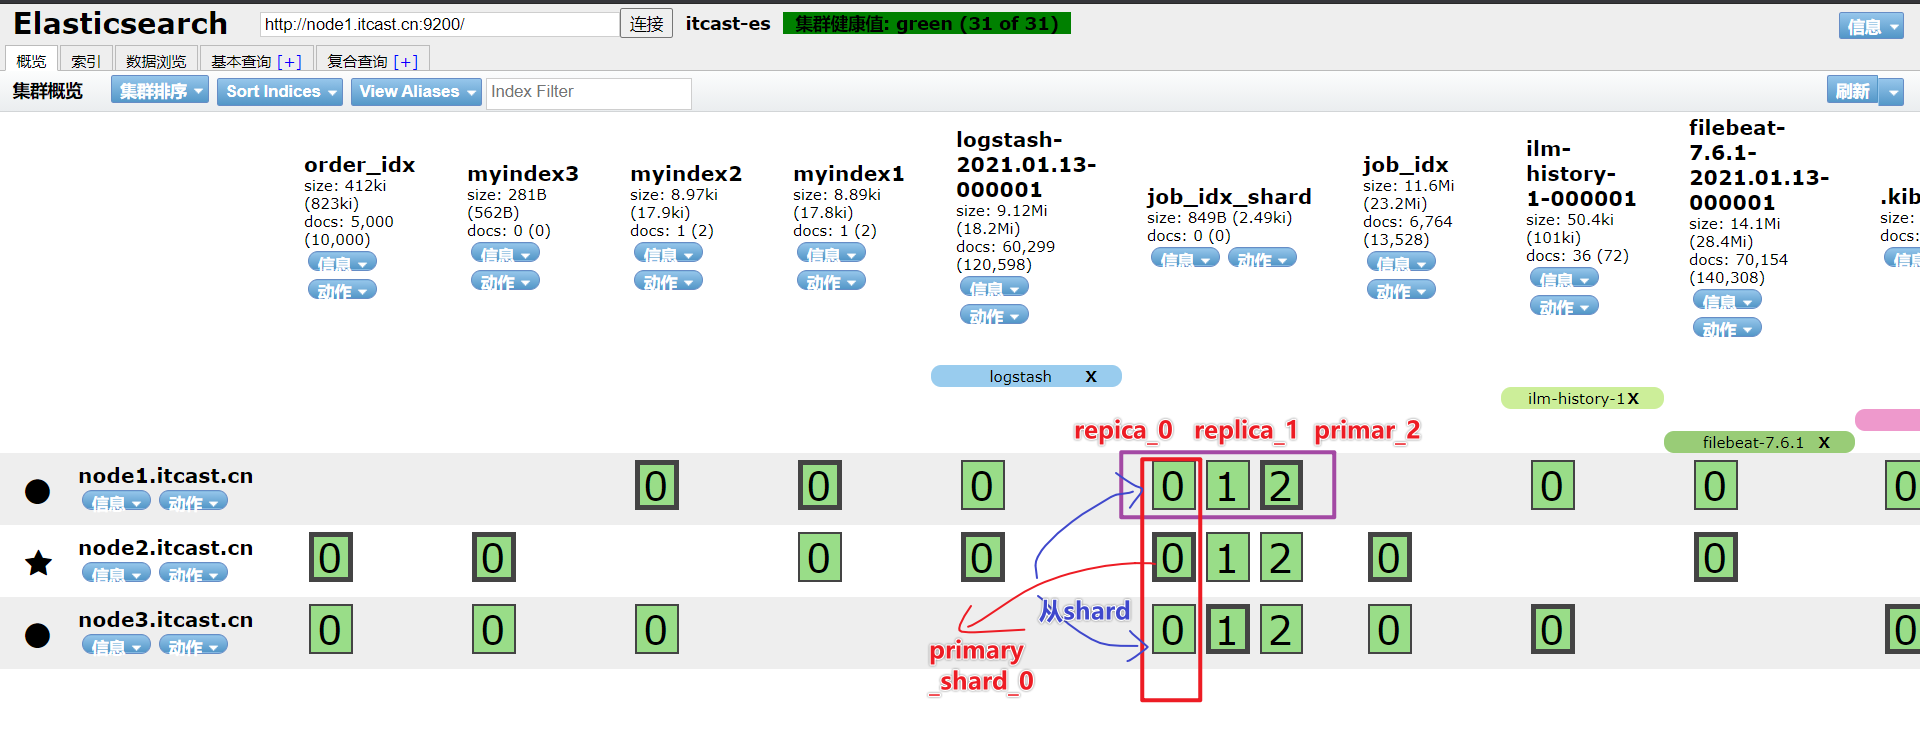 Elasticsearch http://node1.itcast.cn:9200/ 连接 itcast-es 集群健康值: green (31 of 31) 信息
概览 索引 数据浏览 基本查询 [+] 复合查询 [+]
集群概览 集群排序 Sort Indices View Aliases Index Filter 刷新
order_idx
size: 412ki
(823ki)
docs: 5,000
(10,000)
信息
动作
myindex3
size: 281B
(562B)
docs: 0 (0)
信息
动作
myindex2
size: 8.97ki
(17.9ki)
docs: 1 (2)
信息
动作
myindex1
size: 8.89ki
(17.8ki)
docs: 1 (2)
信息
动作
logstash-
2021.01.13-
000001
size: 9.12Mi
(18.2Mi)
docs: 60,299
(120,598)
信息
动作
job_idx_shard
size: 849B (2.49ki)
docs: 0 (0)
信息 动作
job_idx
size: 11.6Mi
(23.2Mi)
docs: 6,764
(13,528)
信息
动作
ilm-
history-
1-000001
size: 50.4ki
(101ki)
docs: 36 (72)
信息
动作
filebeat-
7.6.1-
2021.01.13-
000001
size: 14.1Mi
(28.4Mi)
docs: 70,154
(140,308)
信息
动作
.kib
size:
docs:
信
logstash X
ilm-history-1 X
filebeat-7.6.1 X
repica_0 replica_1 primar_2
node1.itcast.cn
信息 动作
0 0 0 0 1 2 0 0 0
node2.itcast.cn
信息 动作
0 0 0 0 0 1 2 0 0
node3.itcast.cn
信息 动作
0 0 0 0 1 2 0 0 0
从shard
primary
_shard_0